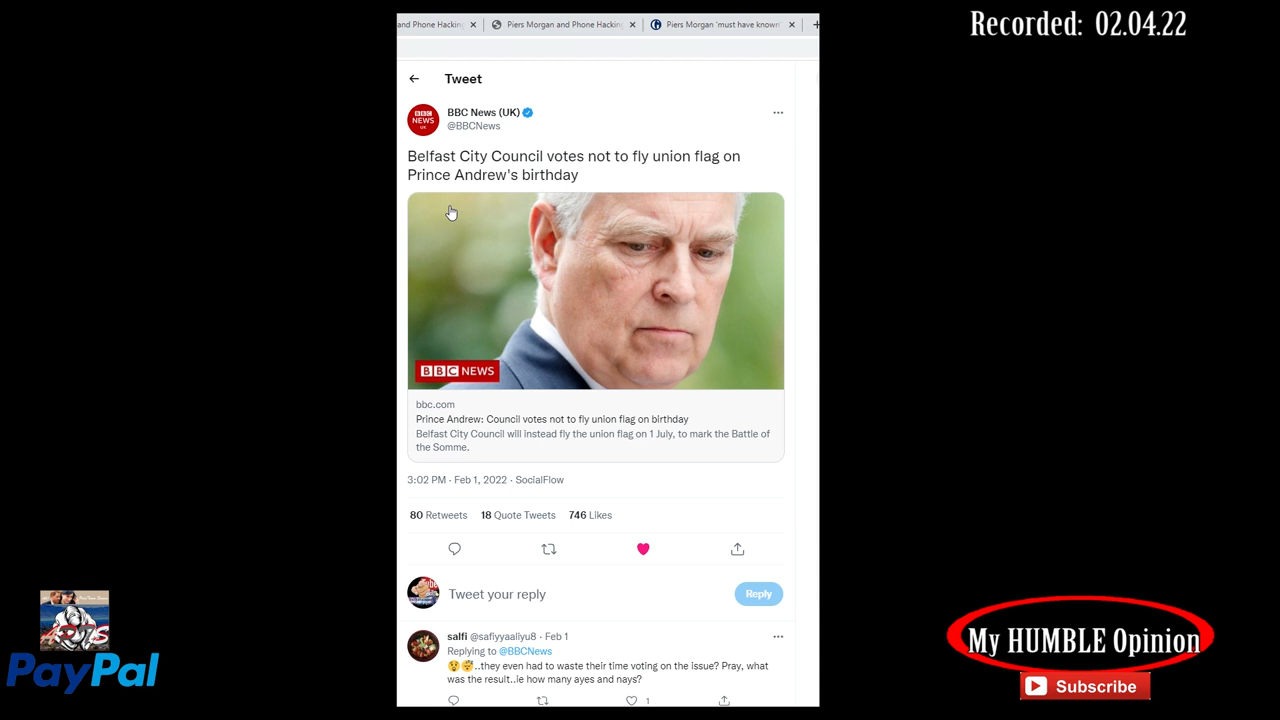 Recorded: 02.04.22
and Phone Hacking
Piers Morgan and Phone Hacking
Piers Morgan 'must have known'
Tweet
BBC News (UK)
@BBCNews
BBC
NEWS
UK
Belfast City Council votes not to fly union flag on
Prince Andrew's birthday
BBC NEWS
bbc.com
Prince Andrew: Council votes not to fly union flag on birthday
Belfast City Council will instead fly the union flag on 1 July, to mark the Battle of
the Somme.
3:02 PM · Feb 1, 2022 · SocialFlow
80 Retweets 18 Quote Tweets 746 Likes
Tweet your reply
Reply
salfi @safiyyaaliyu8 · Feb 1
Replying to @BBCNews
😲😴..they even had to waste their time voting on the issue? Pray, what
was the result..ie how many ayes and nays?
1
PayPal
My HUMBLE Opinion
Subscribe